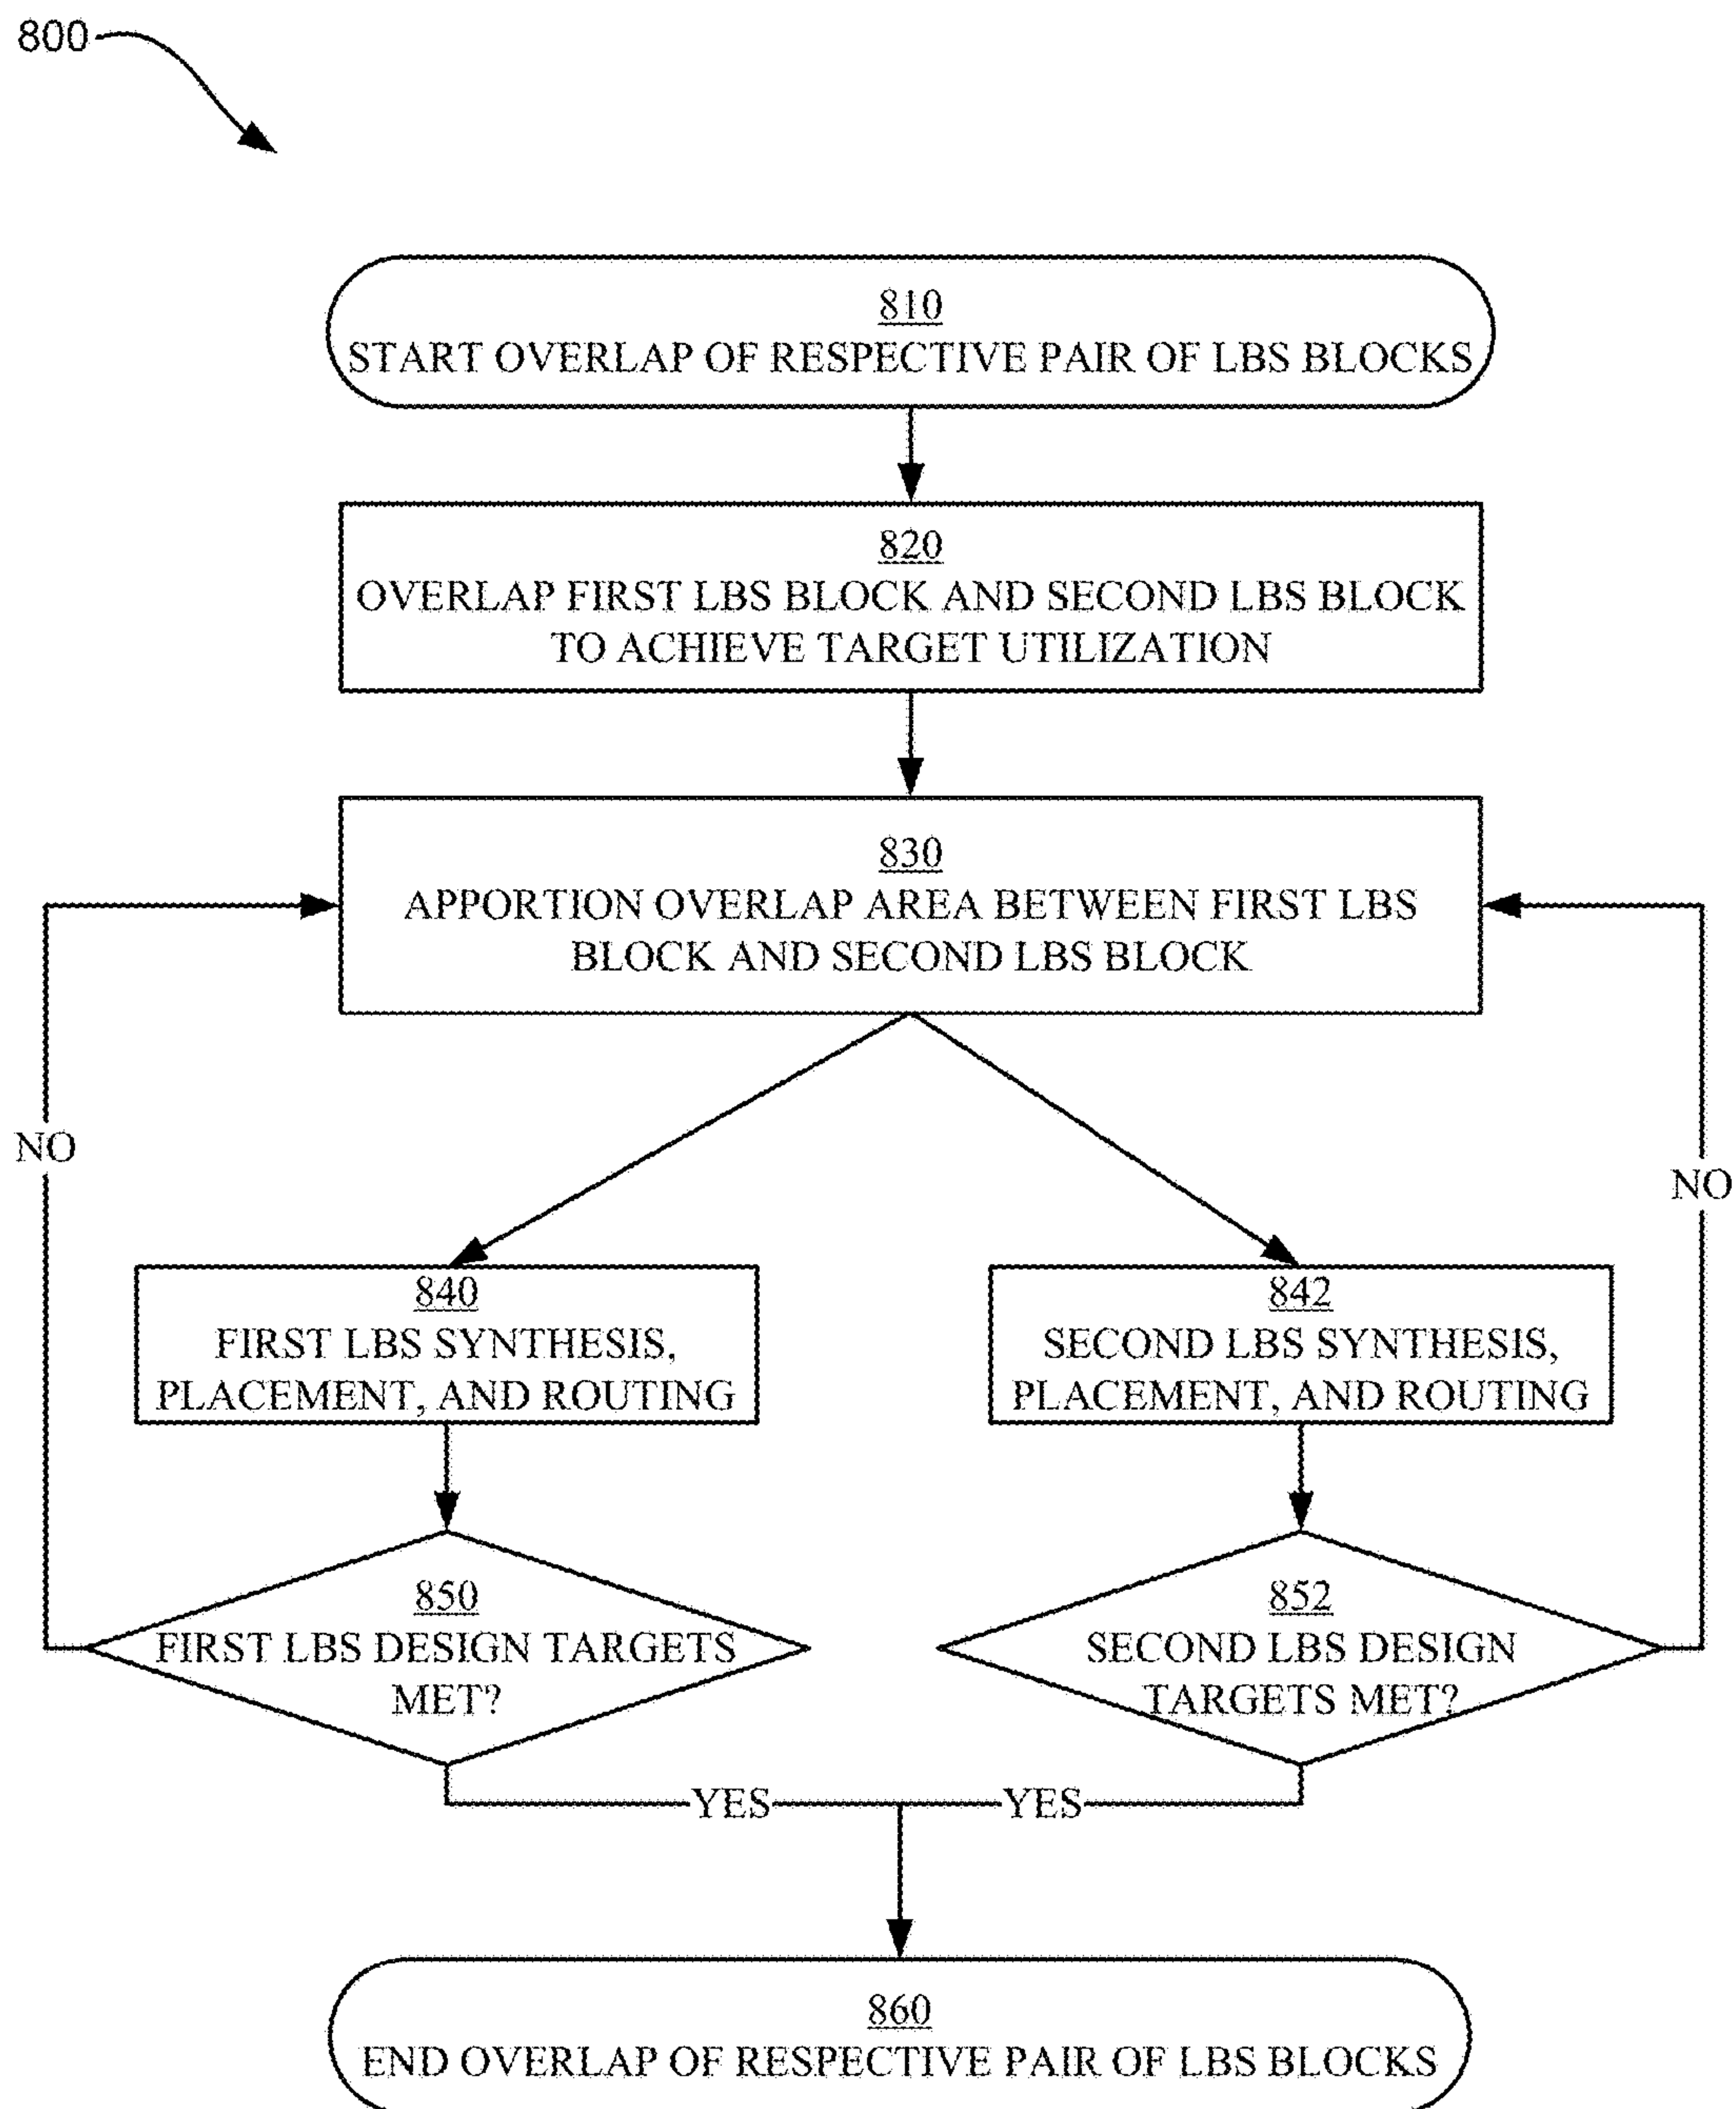 800
810
START OVERLAP OF RESPECTIVE PAIR OF LBS BLOCKS
820
OVERLAP FIRST LBS BLOCK AND SECOND LBS BLOCK
TO ACHIEVE TARGET UTILIZATION
830
APPORTION OVERLAP AREA BETWEEN FIRST LBS
BLOCK AND SECOND LBS BLOCK
NO
NO
840
FIRST LBS SYNTHESIS,
PLACEMENT, AND ROUTING
842
SECOND LBS SYNTHESIS,
PLACEMENT, AND ROUTING
850
FIRST LBS DESIGN TARGETS
MET?
852
SECOND LBS DESIGN
TARGETS MET?
YES
YES
860
END OVERLAP OF RESPECTIVE PAIR OF LBS BLOCKS